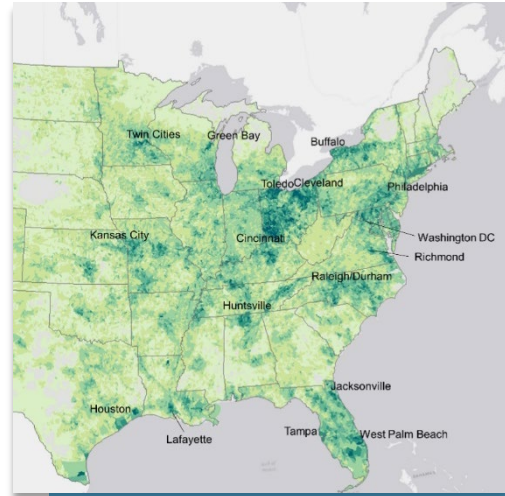 Twin Cities
Green Bay
Buffalo
Toledo
Cleveland
Philadelphia
Kansas City
Cincinnat
Washington DC
Richmond
Raleigh/Durham
Huntsville
Jacksonville
Houston
Lafayette
Tampa
West Palm Beach